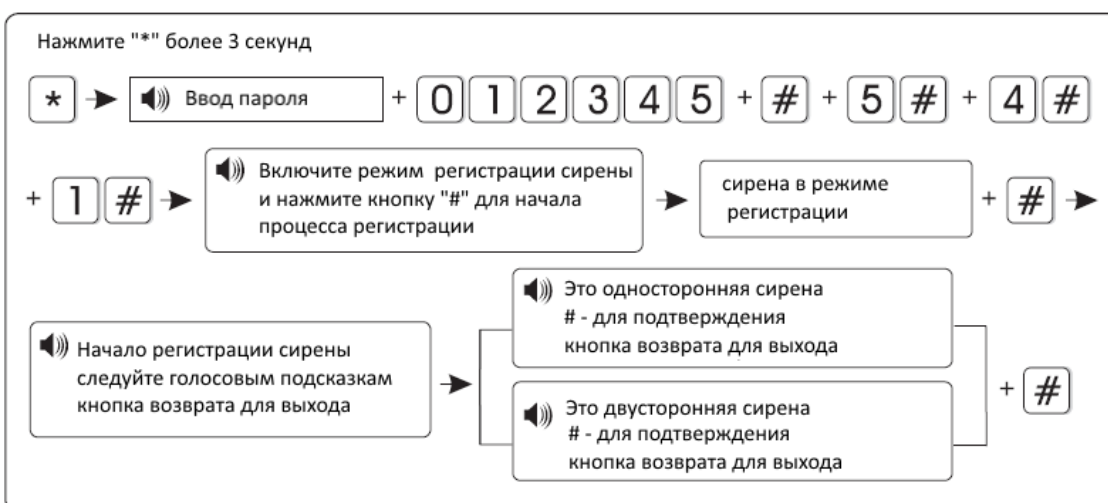 Нажмите "*" более 3 секунд
* Ввод пароля + 0 1 2 3 4 5 + # + 5 # + 4 #
+ 1 # Включите режим регистрации сирены
и нажмите кнопку "#" для начала
процесса регистрации
сирена в режиме
регистрации + #
Начало регистрации сирены
следуйте голосовым подсказкам
кнопка возврата для выхода
Это односторонняя сирена
# - для подтверждения
кнопка возврата для выхода
Это двусторонняя сирена
# - для подтверждения
кнопка возврата для выхода
+ #